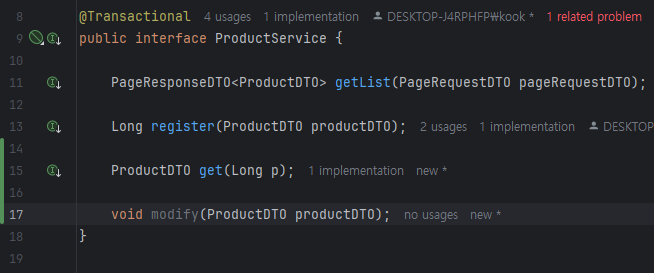 8 @Transactional 4 usages 1 implementation DESKTOP-J4RPHFP₩kook * 1 related problem
9 public interface ProductService {
10
11 PageResponseDTO<ProductDTO> getList(PageRequestDTO pageRequestDTO);
12
13 Long register(ProductDTO productDTO); 2 usages 1 implementation DESKTOP
14
15 ProductDTO get(Long p); 1 implementation new *
16
17 void modify(ProductDTO productDTO); no usages new *
18 }
19